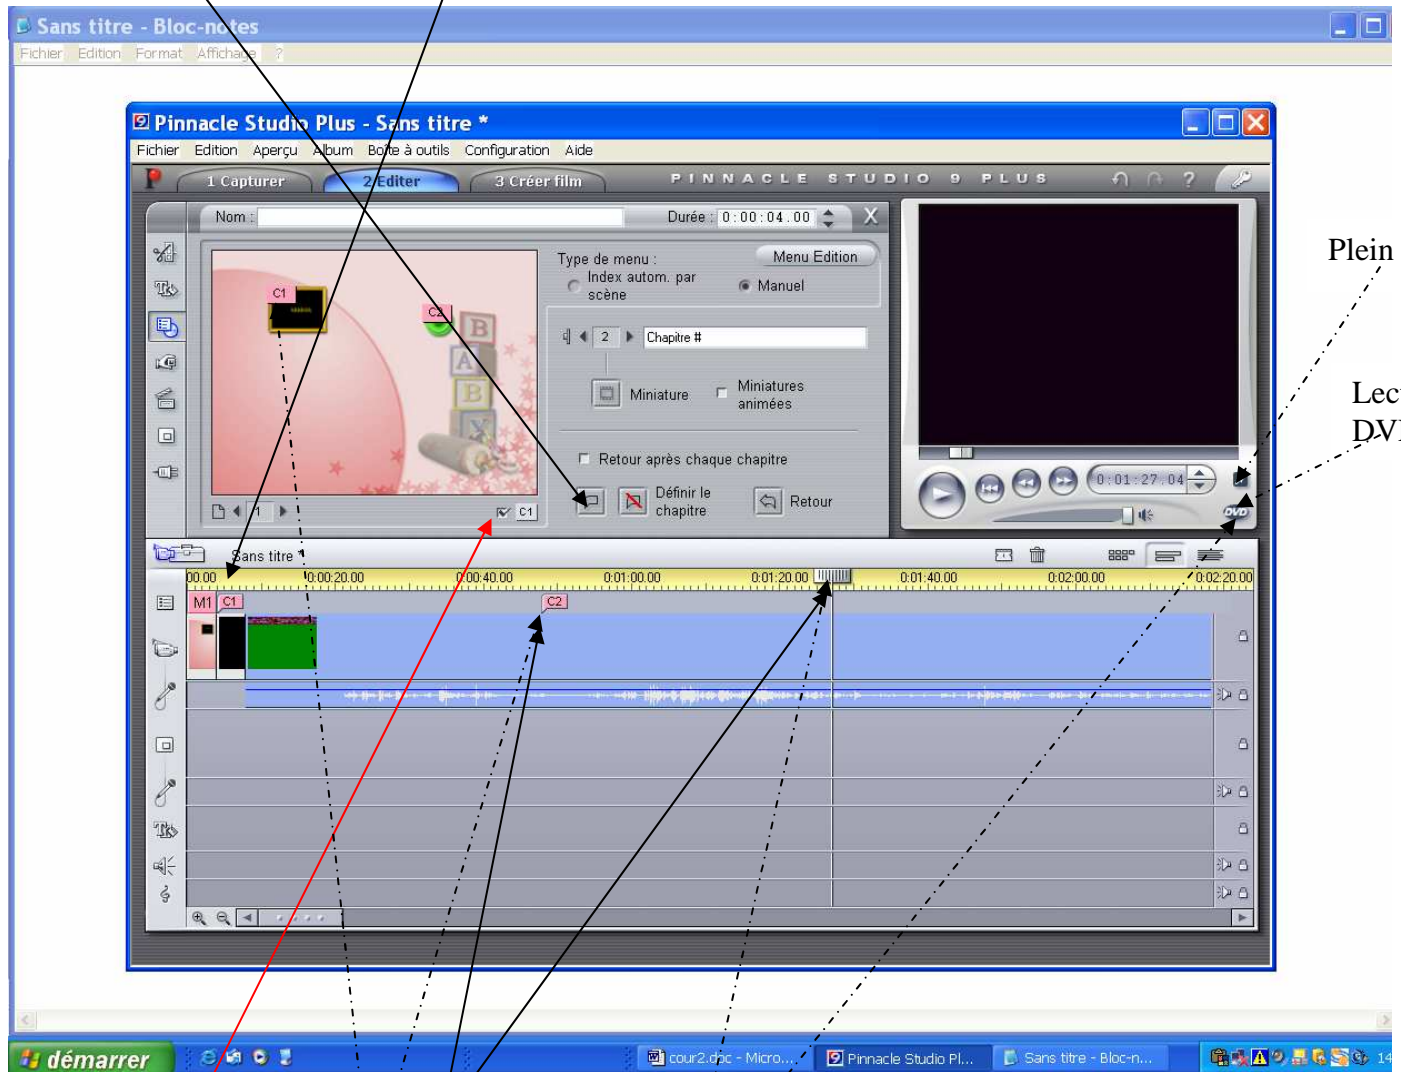 Sans titre - Bloc-notes
Fichier Edition Format Affichage ?
Pinnacle Studio Plus - Sans titre *
Fichier Edition Aperçu Album Boîte à outils Configuration Aide
1 Capturer 2 Editer 3 Créer film PINNACLE STUDIO 9 PLUS ?
Nom : Durée : 0:00:04.00 X
Type de menu : Menu Edition
Index autom. par scène Manuel
C1 C2
B
A
B
X
2 Chapitre #
Miniature Miniatures animées
Retour après chaque chapitre
Définir le chapitre Retour
1 C1
0:01:27.04
DVD
Plein
Lec
DVI
Sans titre *
00.00 0:00:20.00 0:00:40.00 0:01:00.00 0:01:20.00 0:01:40.00 0:02:00.00 0:02:20.00
M1 C1 C2
démarrer cour2.doc - Micro... Pinnacle Studio Pl... Sans titre - Bloc-n... 14